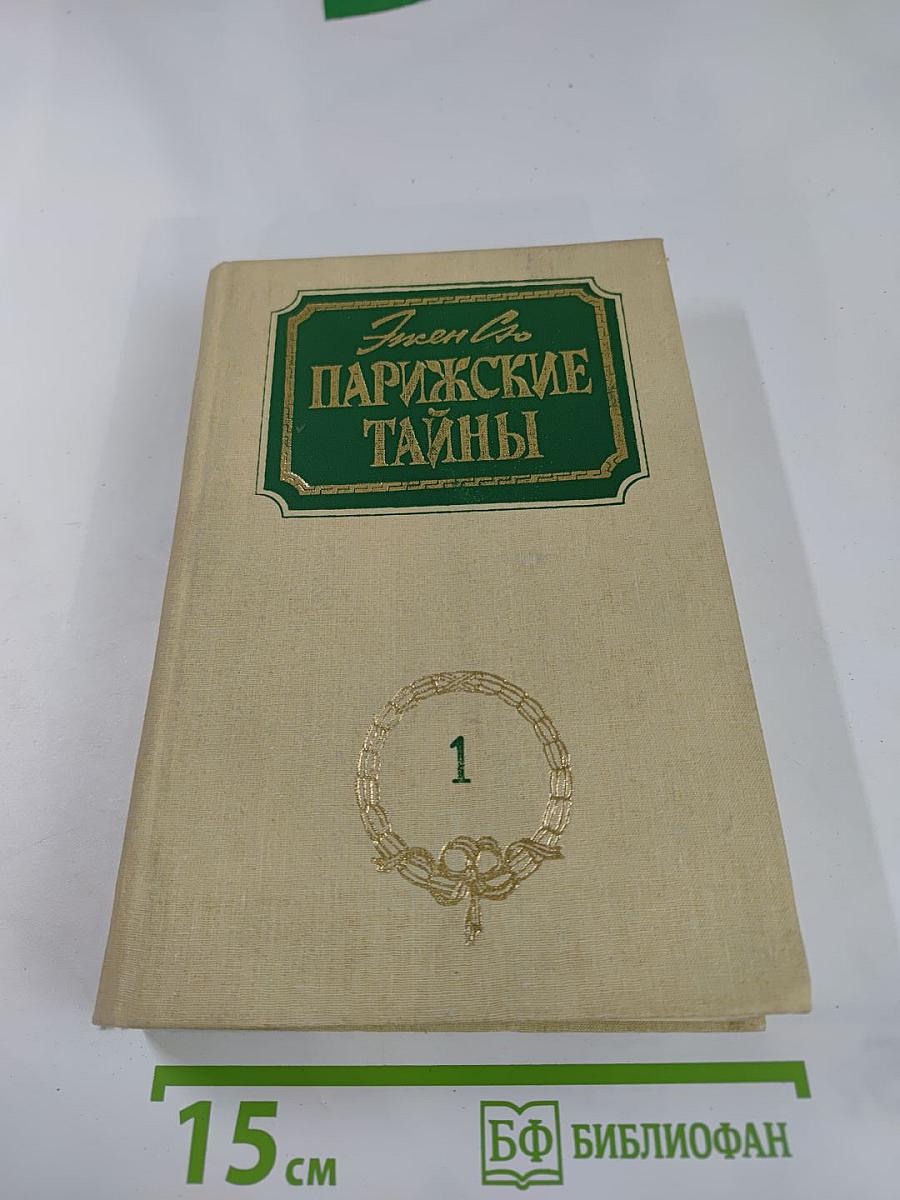 Эжен Сю
ПАРИЖСКИЕ
ТАЙНЫ
1
15 см
БФ БИБЛИОФАН